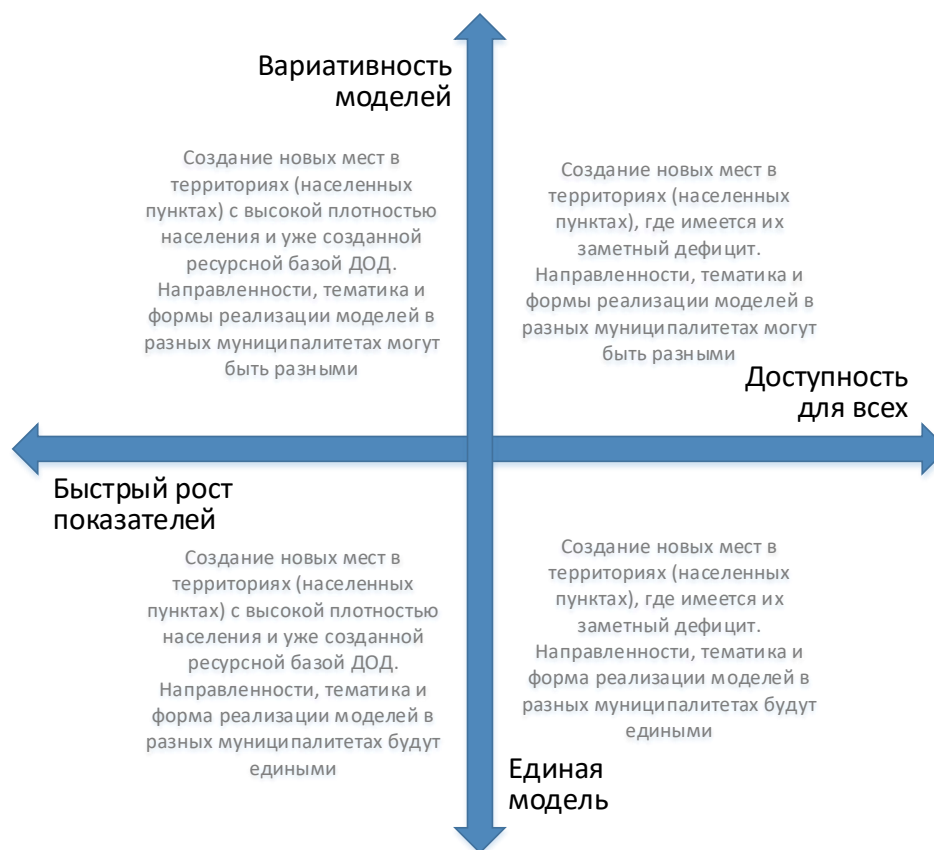 Вариативность
моделей
Создание новых мест в
территориях (населенных
пунктах) с высокой плотностью
населения и уже созданной
ресурсной базой ДОД.
Направленности, тематика и
формы реализации моделей в
разных муниципалитетах могут
быть разными
Создание новых мест в
территориях (населенных
пунктах), где имеется их
заметный дефицит.
Направленности, тематика и
формы реализации моделей в
разных муниципалитетах могут
быть разными
Доступность
для всех
Быстрый рост
показателей
Создание новых мест в
территориях (населенных
пунктах) с высокой плотностью
населения и уже созданной
ресурсной базой ДОД.
Направленности, тематика и
форма реализации моделей в
разных муниципалитетах будут
едиными
Создание новых мест в
территориях (населенных
пунктах), где имеется их
заметный дефицит.
Направленности, тематика и
форма реализации моделей в
разных муниципалитетах будут
едиными
Единая
модель